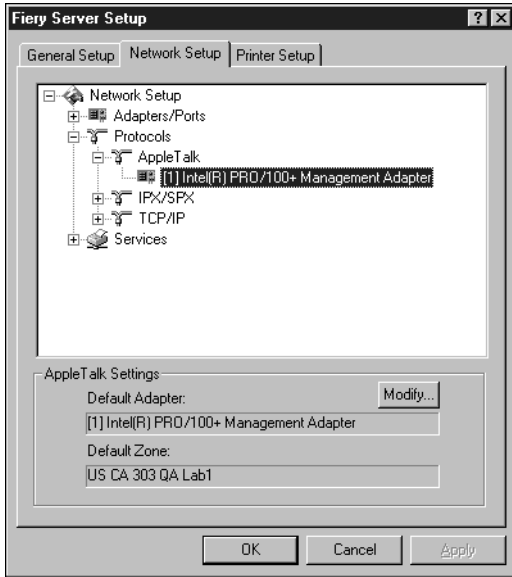 Fiery Server Setup
General Setup Network Setup Printer Setup
Network Setup
Adapters/Ports
Protocols
AppleTalk
[1] Intel(R) PRO/100+ Management Adapter
IPX/SPX
TCP/IP
Services
AppleTalk Settings
Default Adapter:
Modify...
[1] Intel(R) PRO/100+ Management Adapter
Default Zone:
US CA 303 QA Lab1
OK Cancel Apply